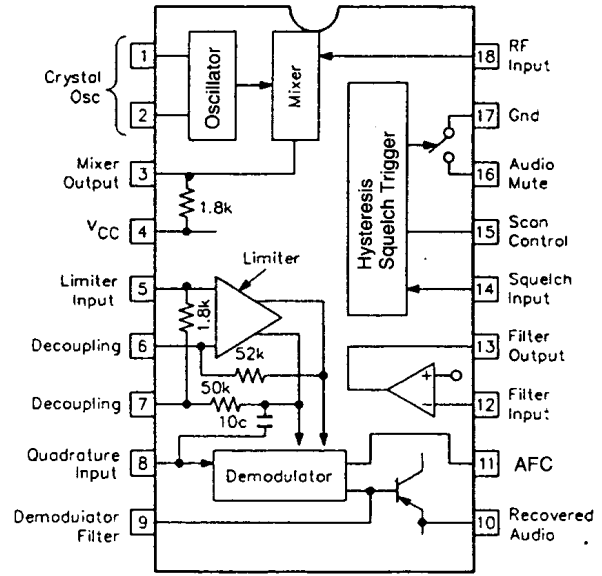 1
Crystal
Osc
2
Oscillator
Mixer
18
RF
Input
17
Gnd
16
Audio
Mute
Mixer
Output
3
1.8k
VCC
4
Hysteresis
Squelch Trigger
15
Scan
Control
14
Squelch
Input
Limiter
Input
5
Limiter
1.8k
Decoupling
6
52k
13
Filter
Output
+
−
12
Filter
Input
Decoupling
7
50k
10c
Quadrature
Input
8
Demodulator
11
AFC
Demoduiator
Filter
9
10
Recovered
Audio